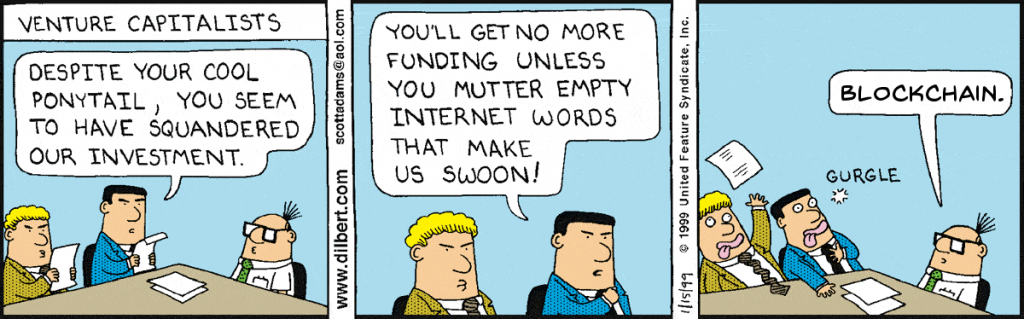 VENTURE CAPITALISTS
DESPITE YOUR COOL
PONYTAIL, YOU SEEM
TO HAVE SQUANDERED
OUR INVESTMENT.
www.dilbert.com scottadams@aol.com
YOU'LL GET NO MORE
FUNDING UNLESS
YOU MUTTER EMPTY
INTERNET WORDS
THAT MAKE
US SWOON!
1/15/99 © 1999 United Feature Syndicate, Inc.
BLOCKCHAIN.
GURGLE